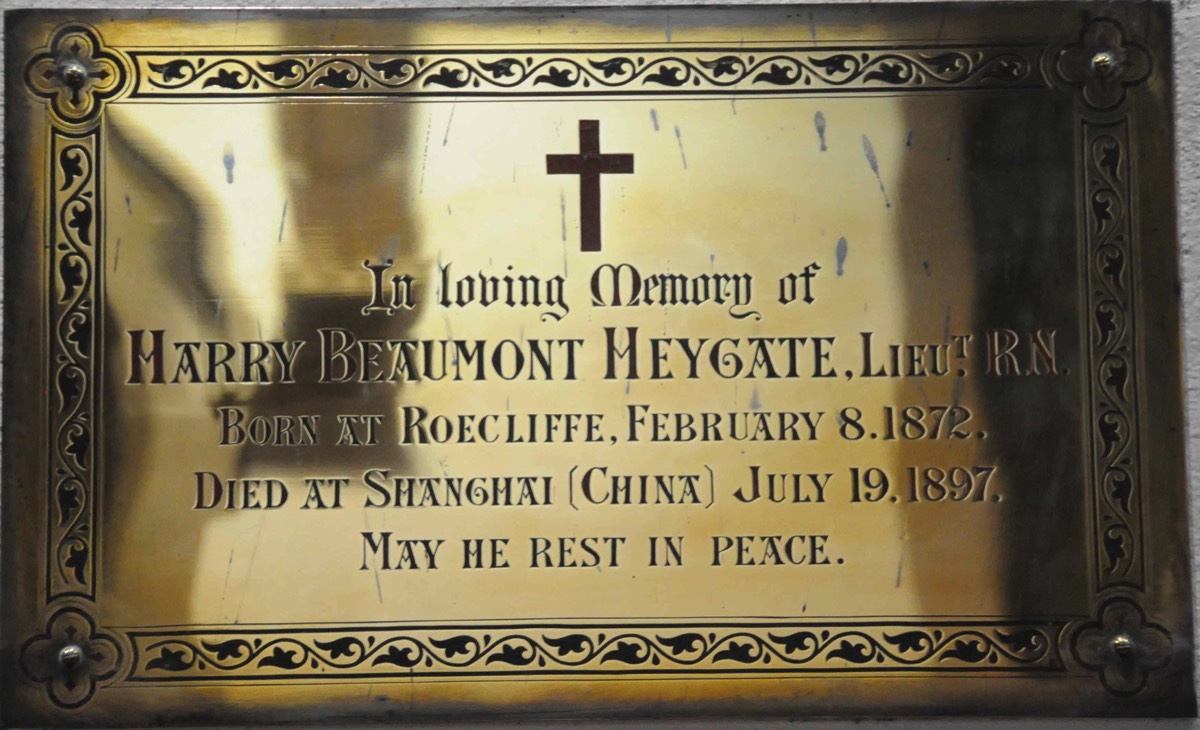 In loving Memory of
HARRY BEAUMONT HEYGATE, LIEUT. R.N.
BORN AT ROECLIFFE, FEBRUARY 8. 1872.
DIED AT SHANGHAI (CHINA) JULY 19. 1897.
MAY HE REST IN PEACE.